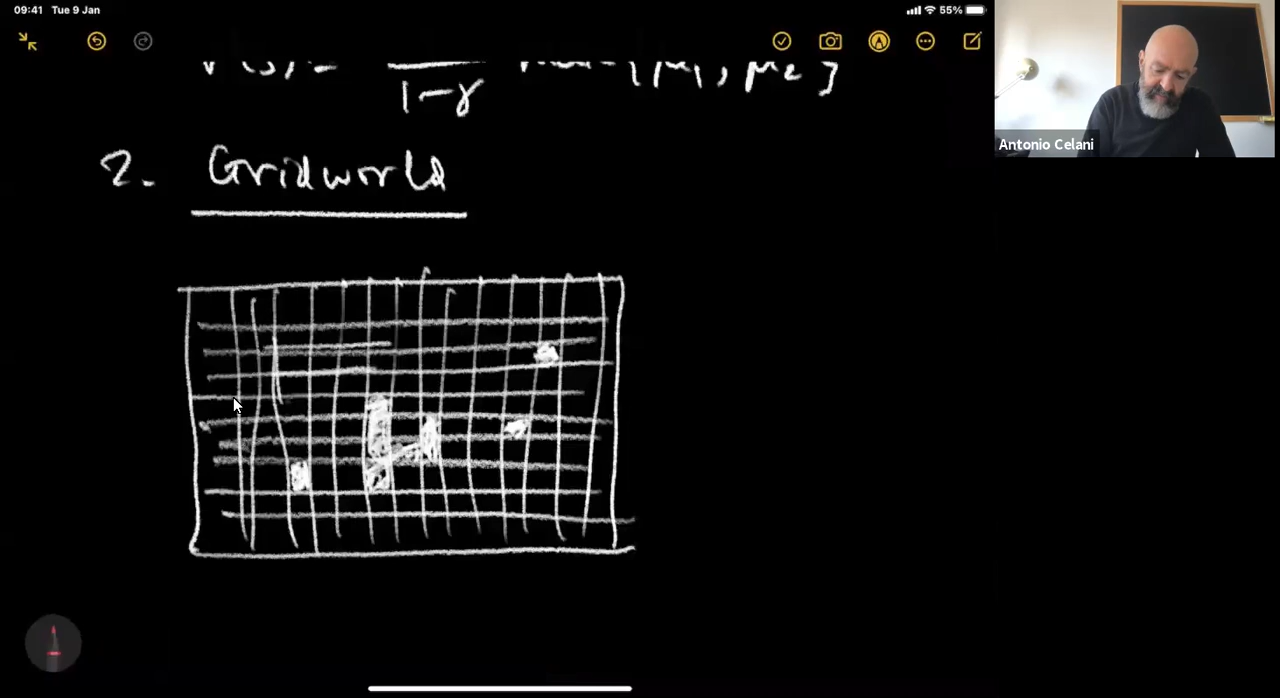 09:41 Tue 9 Jan
55%
1-γ
2. Gridworld
Antonio Celani